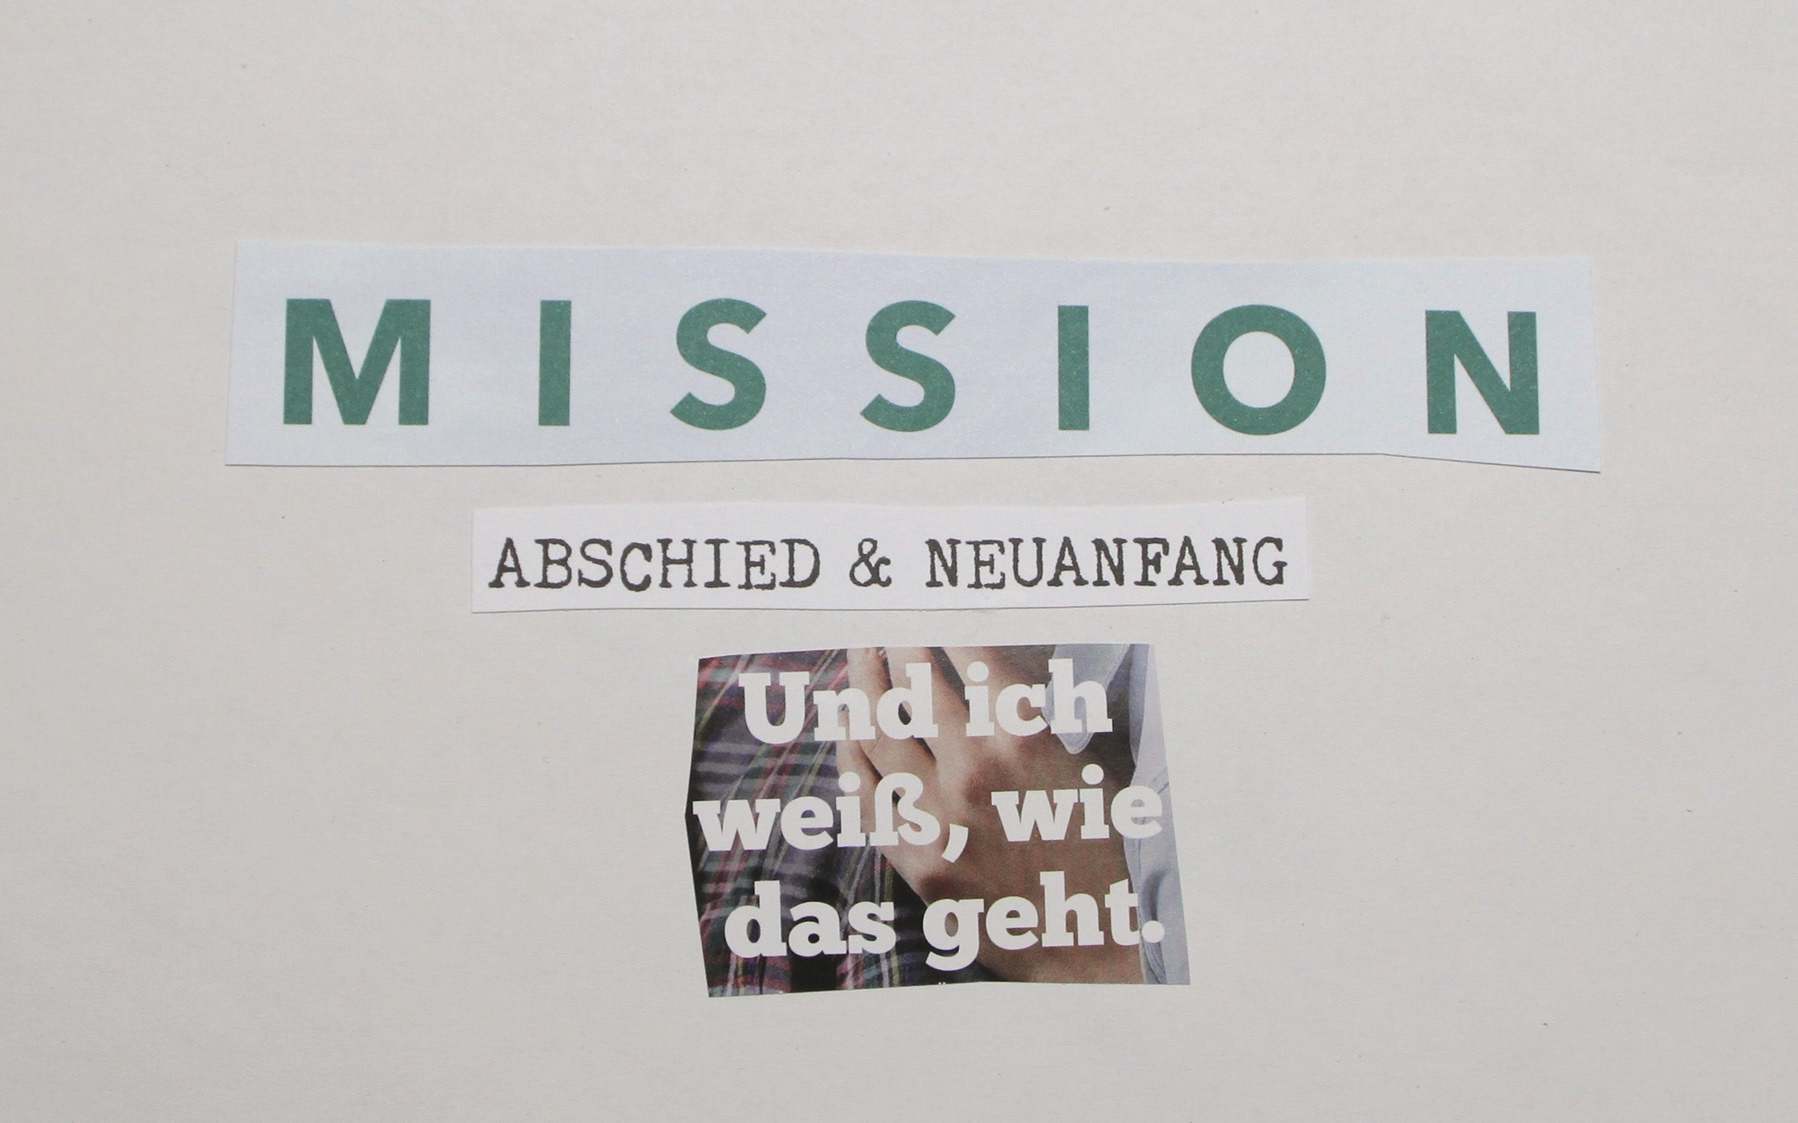 MISSION
ABSCHIED & NEUANFANG
Und ich
weiß, wie
das geht.